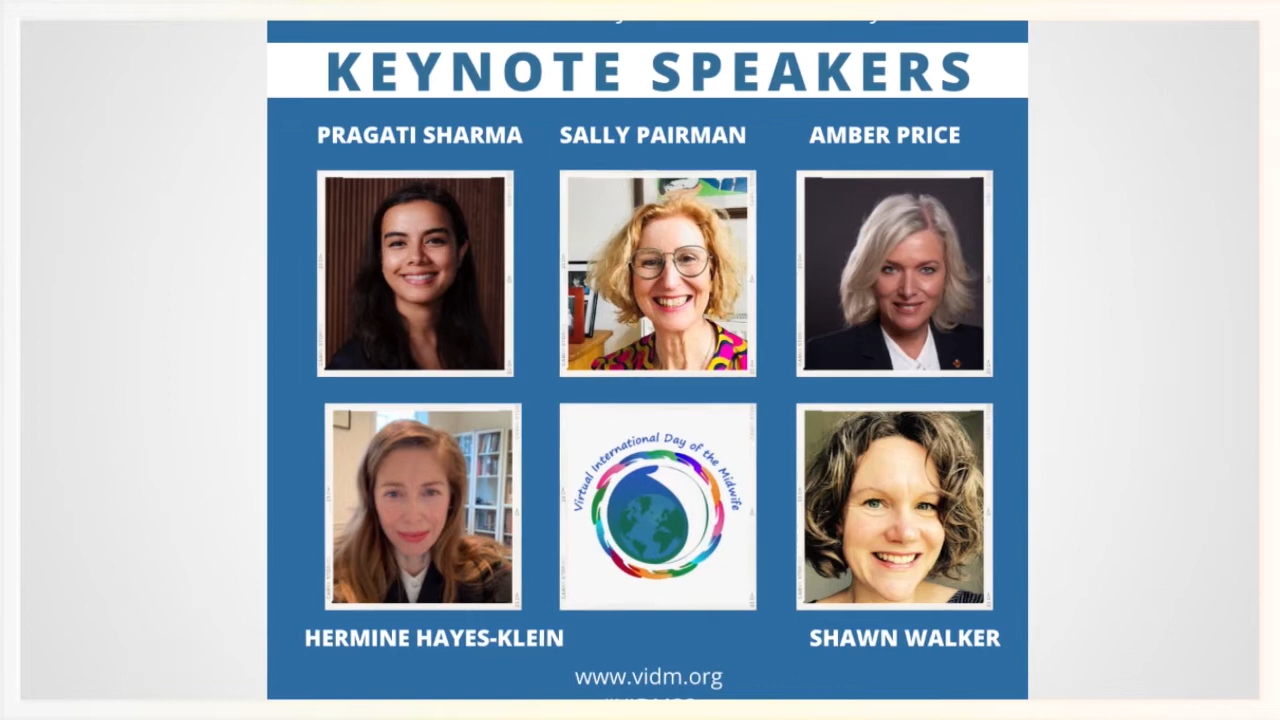 KEYNOTE SPEAKERS
PRAGATI SHARMA
SALLY PAIRMAN
AMBER PRICE
Virtual International Day of the Midwife
HERMINE HAYES-KLEIN
SHAWN WALKER
www.vidm.org